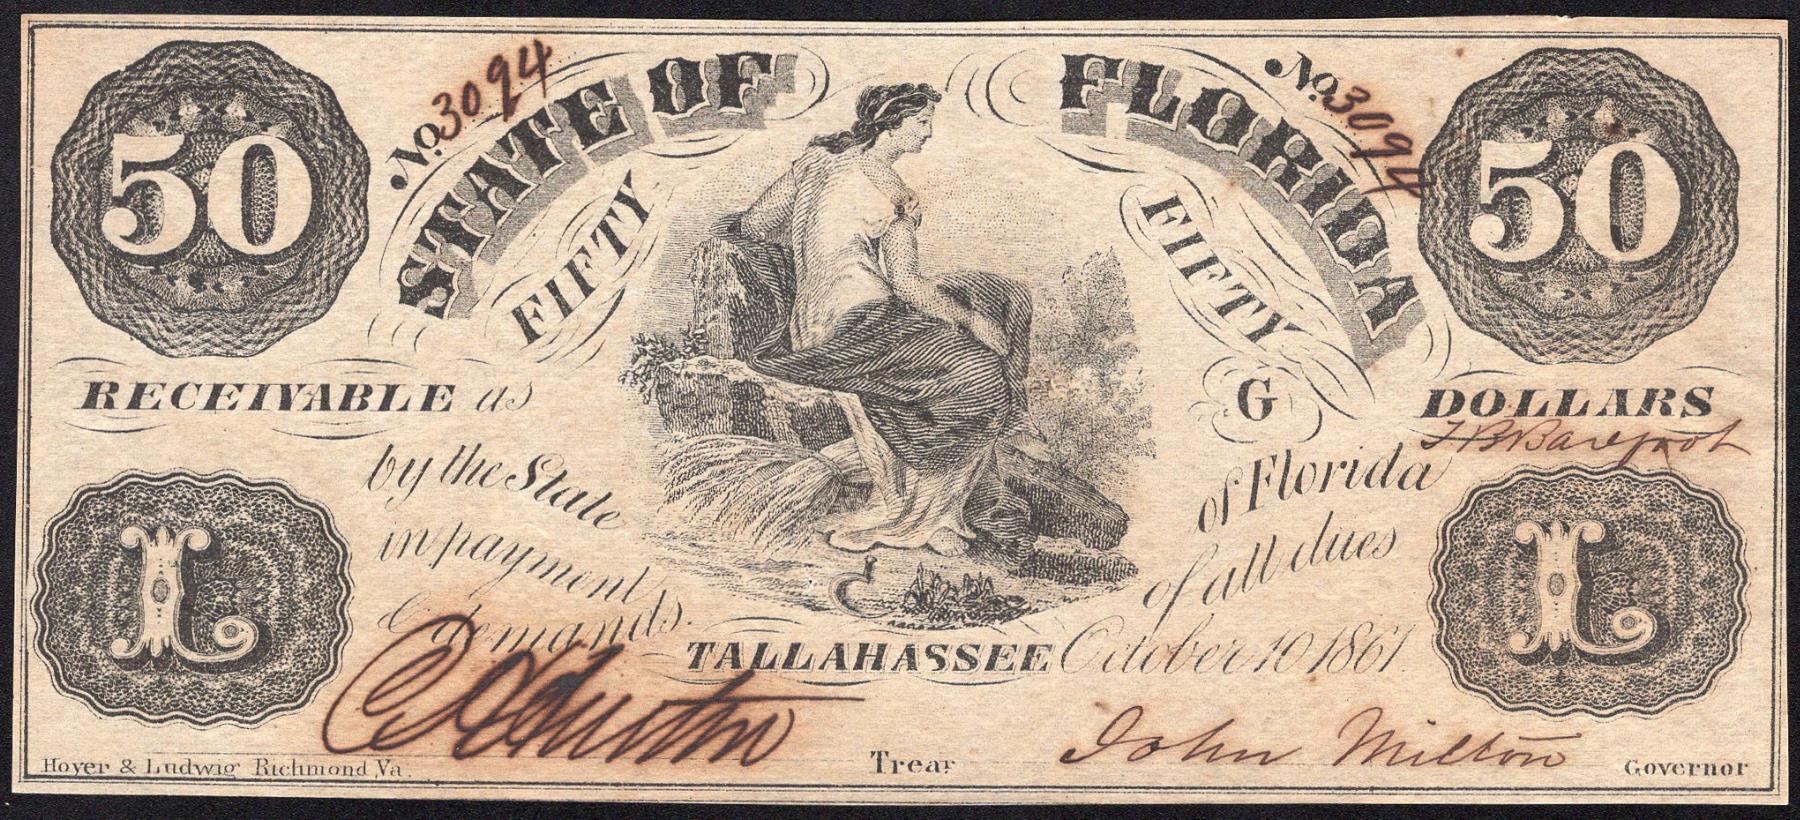 50
No. 3094
STATE OF FLORIDA
No. 3094
50
FIFTY
FIFTY
RECEIVABLE as
G
DOLLARS
by the State
of Florida
in payment
of all dues
& demands.
TALLAHASSEE October 10, 1861.
L
L
John Milton
Hoyer & Ludwig Richmond, Va.
Trear
Governor